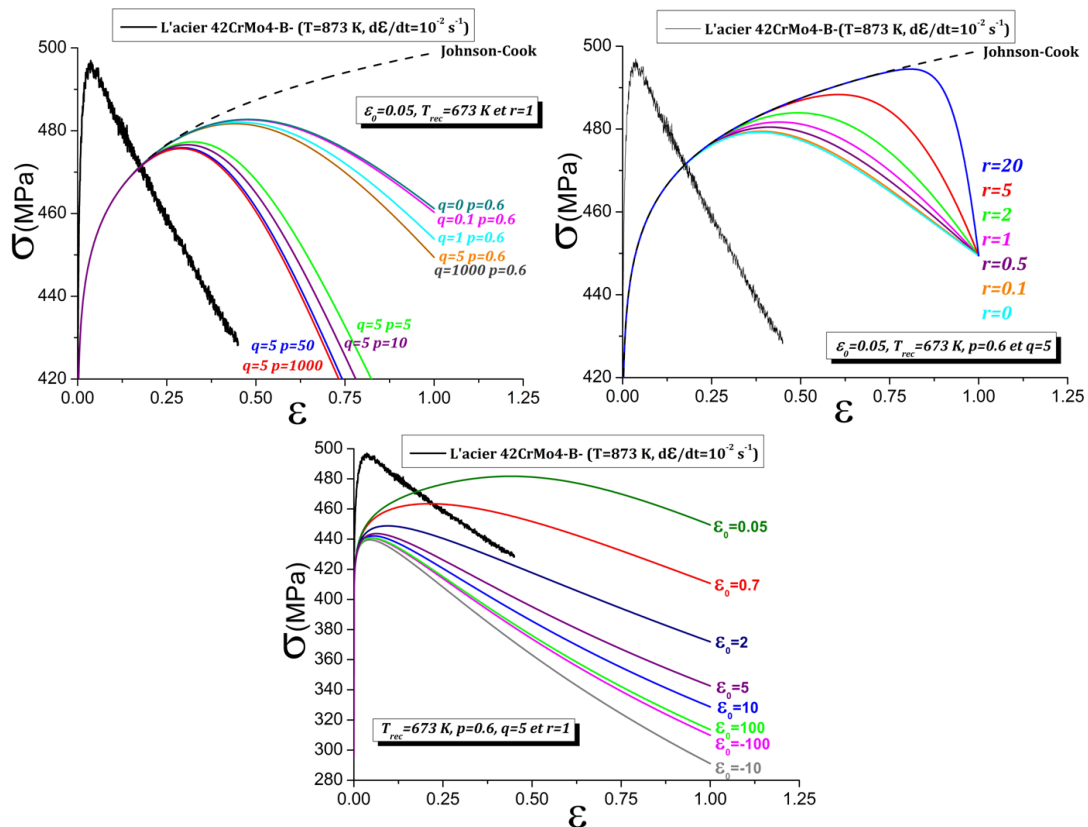 L'acier 42CrMo4-B- (T=873 K, dε/dt=10⁻² s⁻¹)
500
480
460
440
420
σ(MPa)
Johnson-Cook
ε₀=0.05, T_rec=673 K et r=1
q=0 p=0.6
q=0.1 p=0.6
q=1 p=0.6
q=5 p=0.6
q=1000 p=0.6
q=5 p=5
q=5 p=10
q=5 p=50
q=5 p=1000
0.00 0.25 0.50 0.75 1.00 1.25
ε
L'acier 42CrMo4-B-(T=873 K, dε/dt=10⁻² s⁻¹)
500
480
460
440
420
σ(MPa)
Johnson-Cook
r=20
r=5
r=2
r=1
r=0.5
r=0.1
r=0
ε₀=0.05, T_rec=673 K, p=0.6 et q=5
0.00 0.25 0.50 0.75 1.00 1.25
ε
L'acier 42CrMo4-B- (T=873 K, dε/dt=10⁻² s⁻¹)
500
480
460
440
420
400
380
360
340
320
300
280
σ(MPa)
ε₀=0.05
ε₀=0.7
ε₀=2
ε₀=5
ε₀=10
ε₀=100
ε₀=-100
ε₀=-10
T_rec=673 K, p=0.6, q=5 et r=1
0.00 0.25 0.50 0.75 1.00 1.25
ε